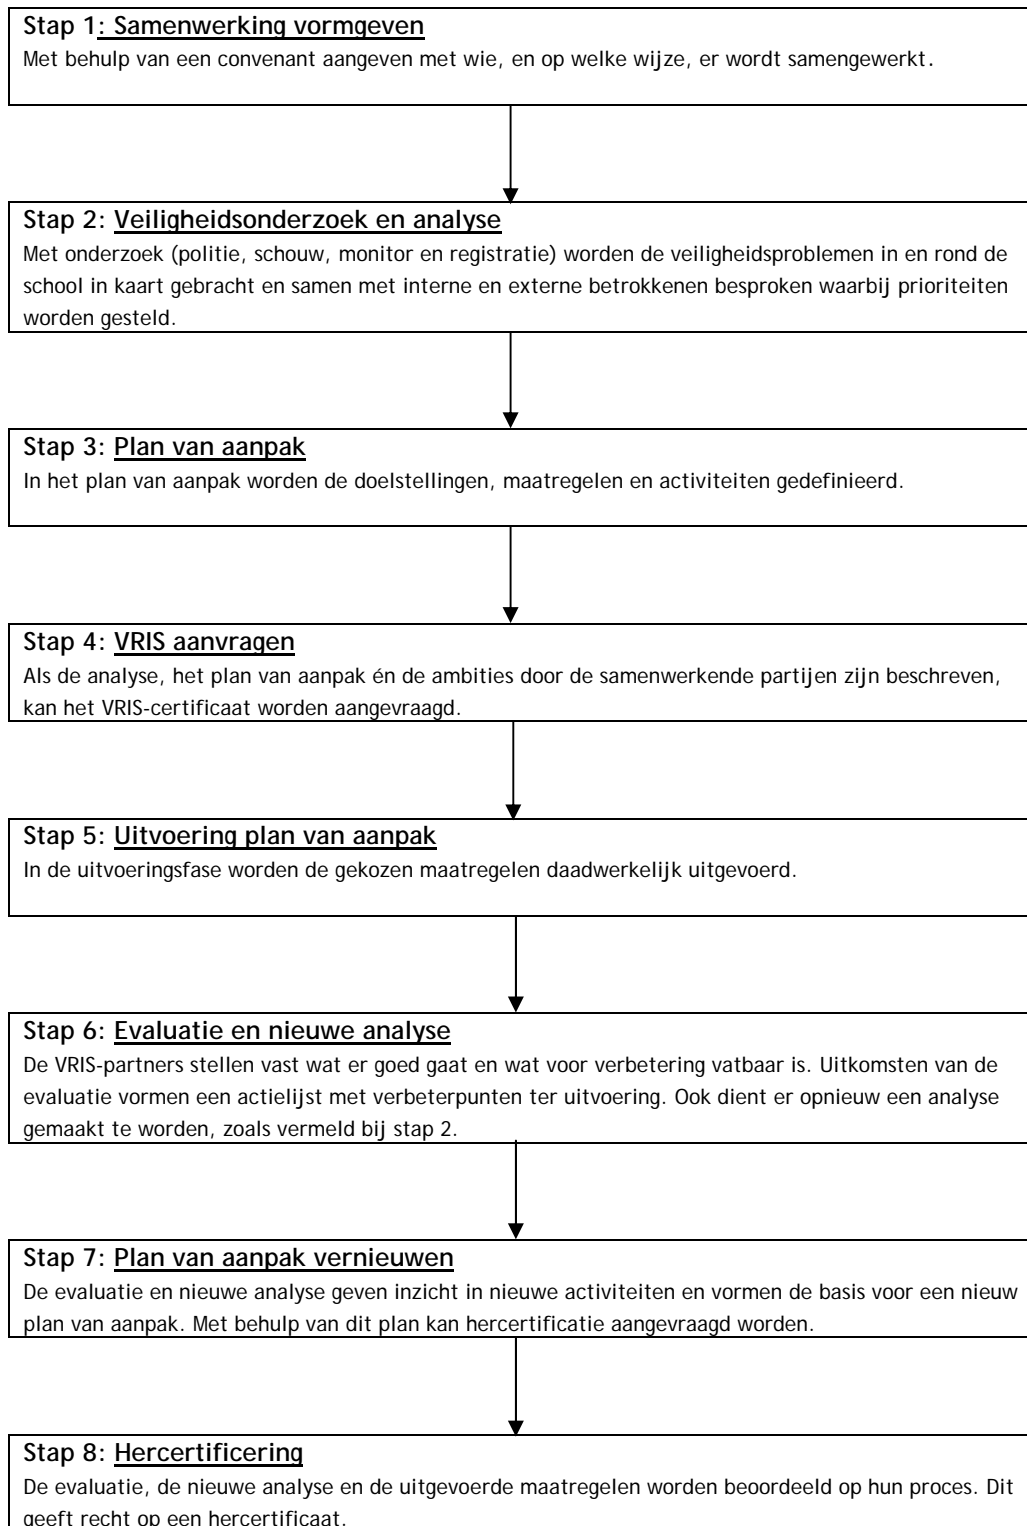 Stap 1: Samenwerking vormgeven
Met behulp van een convenant aangeven met wie, en op welke wijze, er wordt samengewerkt.
Stap 2: Veiligheidsonderzoek en analyse
Met onderzoek (politie, schouw, monitor en registratie) worden de veiligheidsproblemen in en rond de
school in kaart gebracht en samen met interne en externe betrokkenen besproken waarbij prioriteiten
worden gesteld.
Stap 3: Plan van aanpak
In het plan van aanpak worden de doelstellingen, maatregelen en activiteiten gedefinieerd.
Stap 4: VRIS aanvragen
Als de analyse, het plan van aanpak én de ambities door de samenwerkende partijen zijn beschreven,
kan het VRIS-certificaat worden aangevraagd.
Stap 5: Uitvoering plan van aanpak
In de uitvoeringsfase worden de gekozen maatregelen daadwerkelijk uitgevoerd.
Stap 6: Evaluatie en nieuwe analyse
De VRIS-partners stellen vast wat er goed gaat en wat voor verbetering vatbaar is. Uitkomsten van de
evaluatie vormen een actielijst met verbeterpunten ter uitvoering. Ook dient er opnieuw een analyse
gemaakt te worden, zoals vermeld bij stap 2.
Stap 7: Plan van aanpak vernieuwen
De evaluatie en nieuwe analyse geven inzicht in nieuwe activiteiten en vormen de basis voor een nieuw
plan van aanpak. Met behulp van dit plan kan hercertificatie aangevraagd worden.
Stap 8: Hercertificering
De evaluatie, de nieuwe analyse en de uitgevoerde maatregelen worden beoordeeld op hun proces. Dit
geeft recht op een hercertificaat.